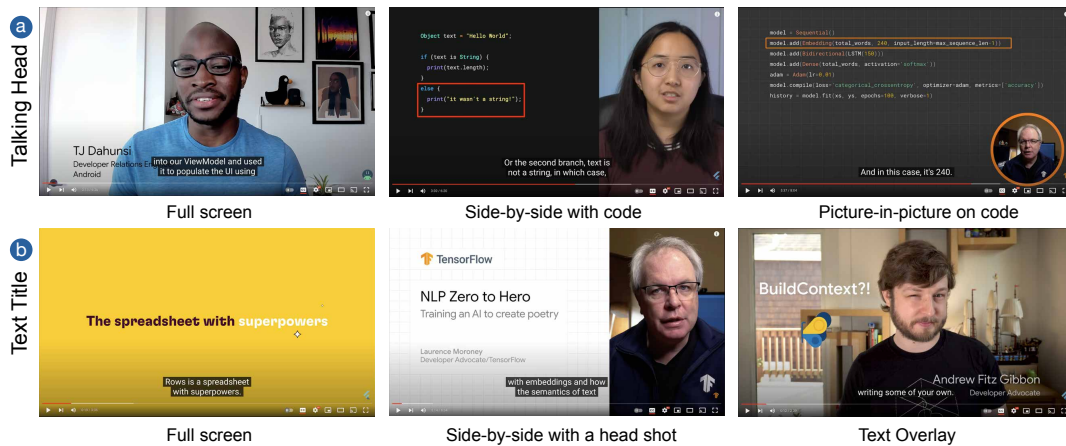 a
Talking Head
TJ Dahunsi
Developer Relations En
Android
into our ViewModel and used
it to populate the UI using
Full screen
Object text = "Hello World";
if (text is String) {
print(text.length);
}
else {
print("it wasn't a string!");
}
Or the second branch, text is
not a string, in which case,
Side-by-side with code
model = Sequential()
model.add(Embedding(total_words, 240, input_length=max_sequence_len-1))
model.add(Bidirectional(LSTM(150)))
model.add(Dense(total_words, activation='softmax'))
adam = Adam(lr=0.01)
model.compile(loss='categorical_crossentropy', optimizer=adam, metrics=['accuracy'])
history = model.fit(xs, ys, epochs=100, verbose=1)
And in this case, it's 240.
Picture-in-picture on code
b
Text Title
The spreadsheet with superpowers
Rows is a spreadsheet
with superpowers.
Full screen
TensorFlow
NLP Zero to Hero
Training an AI to create poetry
Laurence Moroney
Developer Advocate/TensorFlow
with embeddings and how
the semantics of text
Side-by-side with a head shot
BuildContext?!
Andrew Fitz Gibbon
Developer Advocate
writing some of your own.
Text Overlay